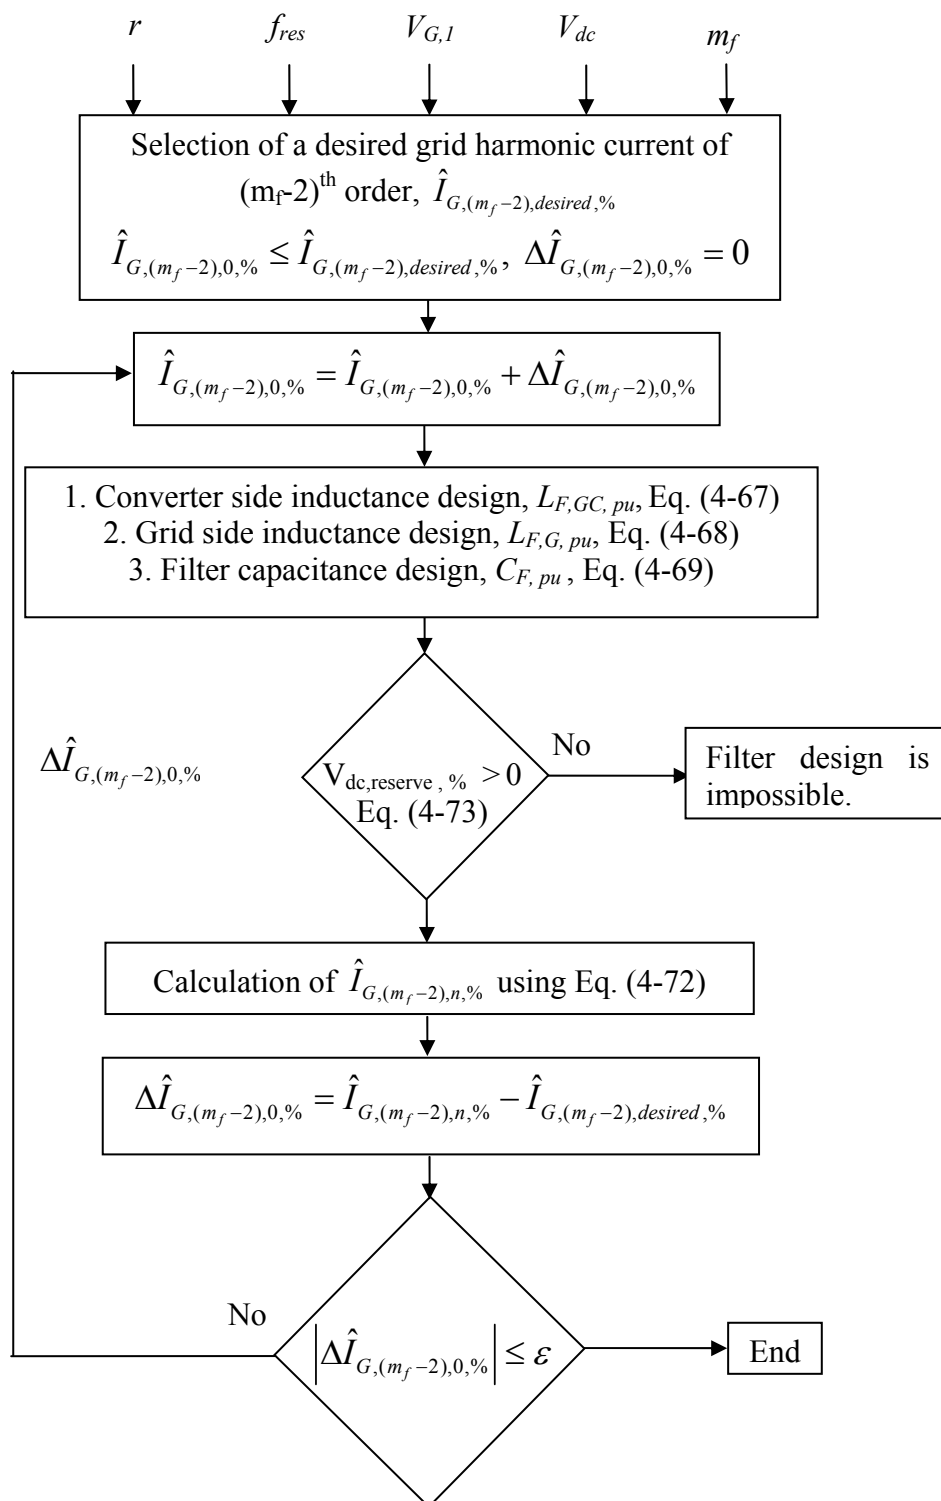 r f_res V_G,1 V_dc m_f
Selection of a desired grid harmonic current of
(m_f-2)^th order, Î_G,(m_f−2),desired,%
Î_G,(m_f−2),0,% ≤ Î_G,(m_f−2),desired,%, ΔÎ_G,(m_f−2),0,% = 0
Î_G,(m_f−2),0,% = Î_G,(m_f−2),0,% + ΔÎ_G,(m_f−2),0,%
1. Converter side inductance design, L_F,GC, pu, Eq. (4-67)
2. Grid side inductance design, L_F,G, pu, Eq. (4-68)
3. Filter capacitance design, C_F, pu , Eq. (4-69)
ΔÎ_G,(m_f−2),0,%
V_dc,reserve , % > 0
Eq. (4-73)
No
Filter design is
impossible.
Calculation of Î_G,(m_f−2),n,% using Eq. (4-72)
ΔÎ_G,(m_f−2),0,% = Î_G,(m_f−2),n,% − Î_G,(m_f−2),desired,%
No
|ΔÎ_G,(m_f−2),0,%| ≤ ε
End